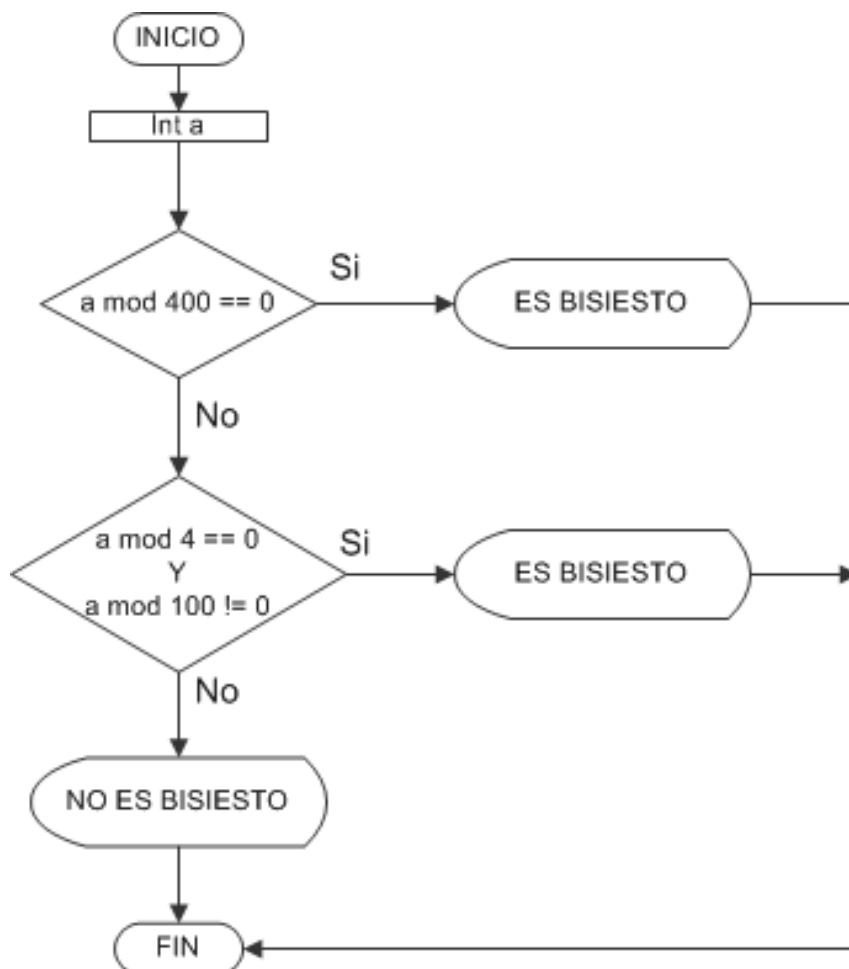 INICIO
Int a
a mod 400 == 0
Si
ES BISIESTO
No
a mod 4 == 0
Y
a mod 100 != 0
Si
ES BISIESTO
No
NO ES BISIESTO
FIN